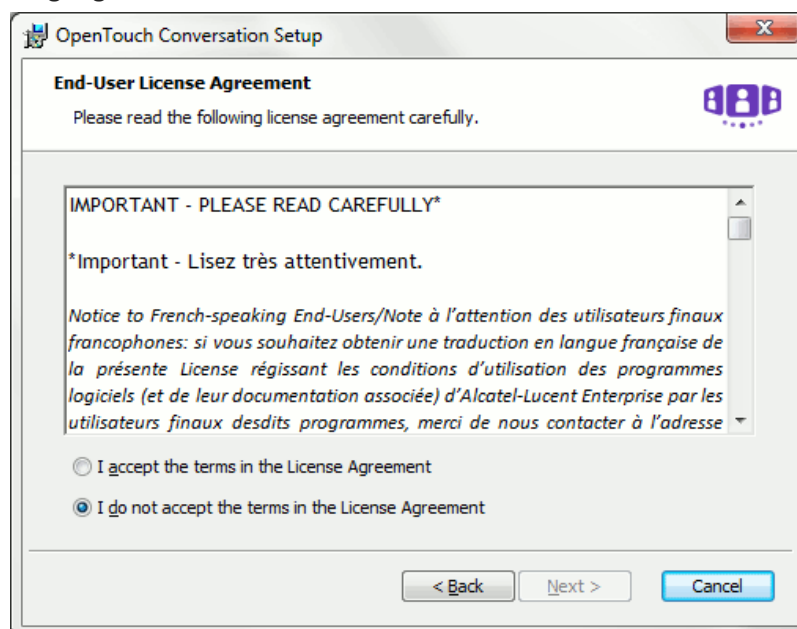 OpenTouch Conversation Setup
End-User License Agreement
Please read the following license agreement carefully.
IMPORTANT - PLEASE READ CAREFULLY*
*Important - Lisez très attentivement.
Notice to French-speaking End-Users/Note à l'attention des utilisateurs finaux
francophones: si vous souhaitez obtenir une traduction en langue française de
la présente License régissant les conditions d'utilisation des programmes
logiciels (et de leur documentation associée) d'Alcatel-Lucent Enterprise par les
utilisateurs finaux desdits programmes, merci de nous contacter à l'adresse
I accept the terms in the License Agreement
I do not accept the terms in the License Agreement
< Back Next > Cancel